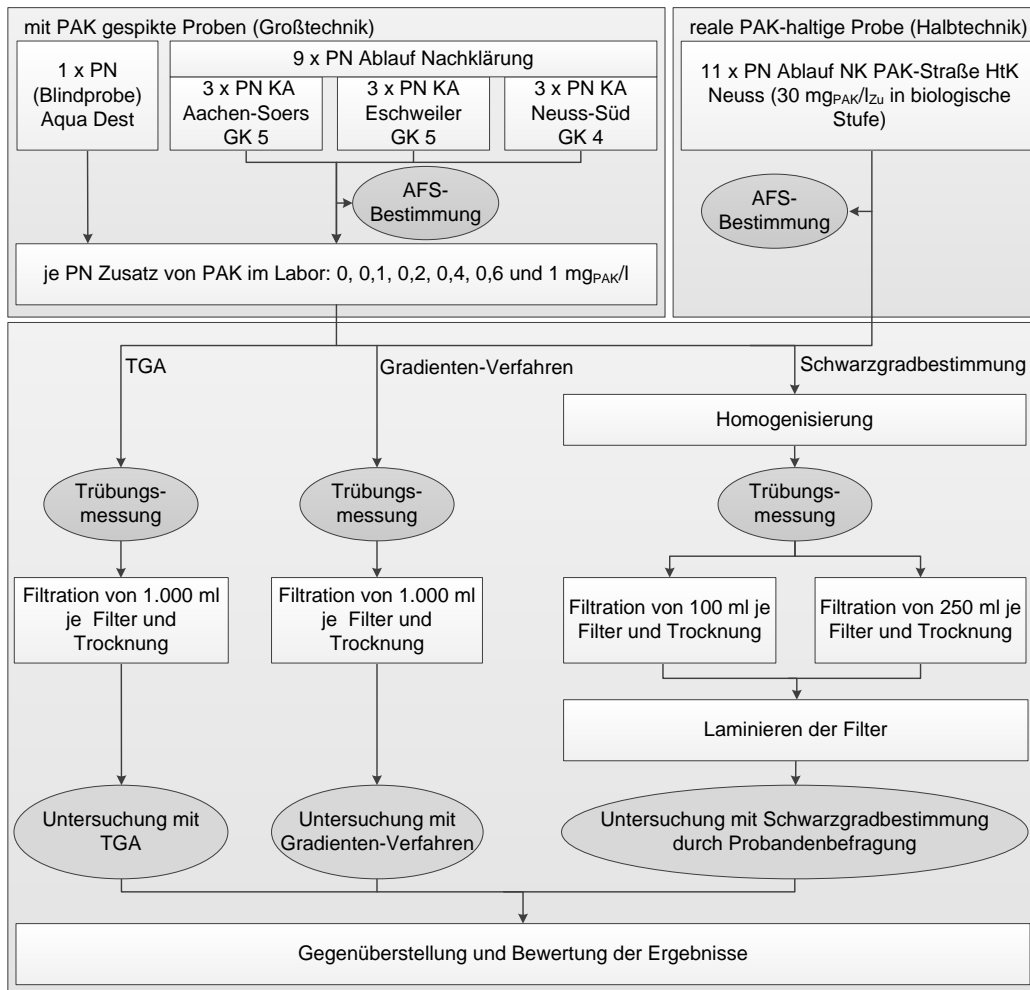 mit PAK gespikte Proben (Großtechnik)
1 x PN
(Blindprobe)
Aqua Dest
9 x PN Ablauf Nachklärung
3 x PN KA
Aachen-Soers
GK 5
3 x PN KA
Eschweiler
GK 5
3 x PN KA
Neuss-Süd
GK 4
AFS-
Bestimmung
je PN Zusatz von PAK im Labor: 0, 0,1, 0,2, 0,4, 0,6 und 1 mgPAK/l
reale PAK-haltige Probe (Halbtechnik)
11 x PN Ablauf NK PAK-Straße HtK
Neuss (30 mgPAK/lZu in biologische
Stufe)
AFS-
Bestimmung
TGA
Trübungs-
messung
Filtration von 1.000 ml
je Filter und
Trocknung
Untersuchung mit
TGA
Gradienten-Verfahren
Trübungs-
messung
Filtration von 1.000 ml
je Filter und
Trocknung
Untersuchung mit
Gradienten-Verfahren
Schwarzgradbestimmung
Homogenisierung
Trübungs-
messung
Filtration von 100 ml je
Filter und Trocknung
Filtration von 250 ml je
Filter und Trocknung
Laminieren der Filter
Untersuchung mit Schwarzgradbestimmung
durch Probandenbefragung
Gegenüberstellung und Bewertung der Ergebnisse